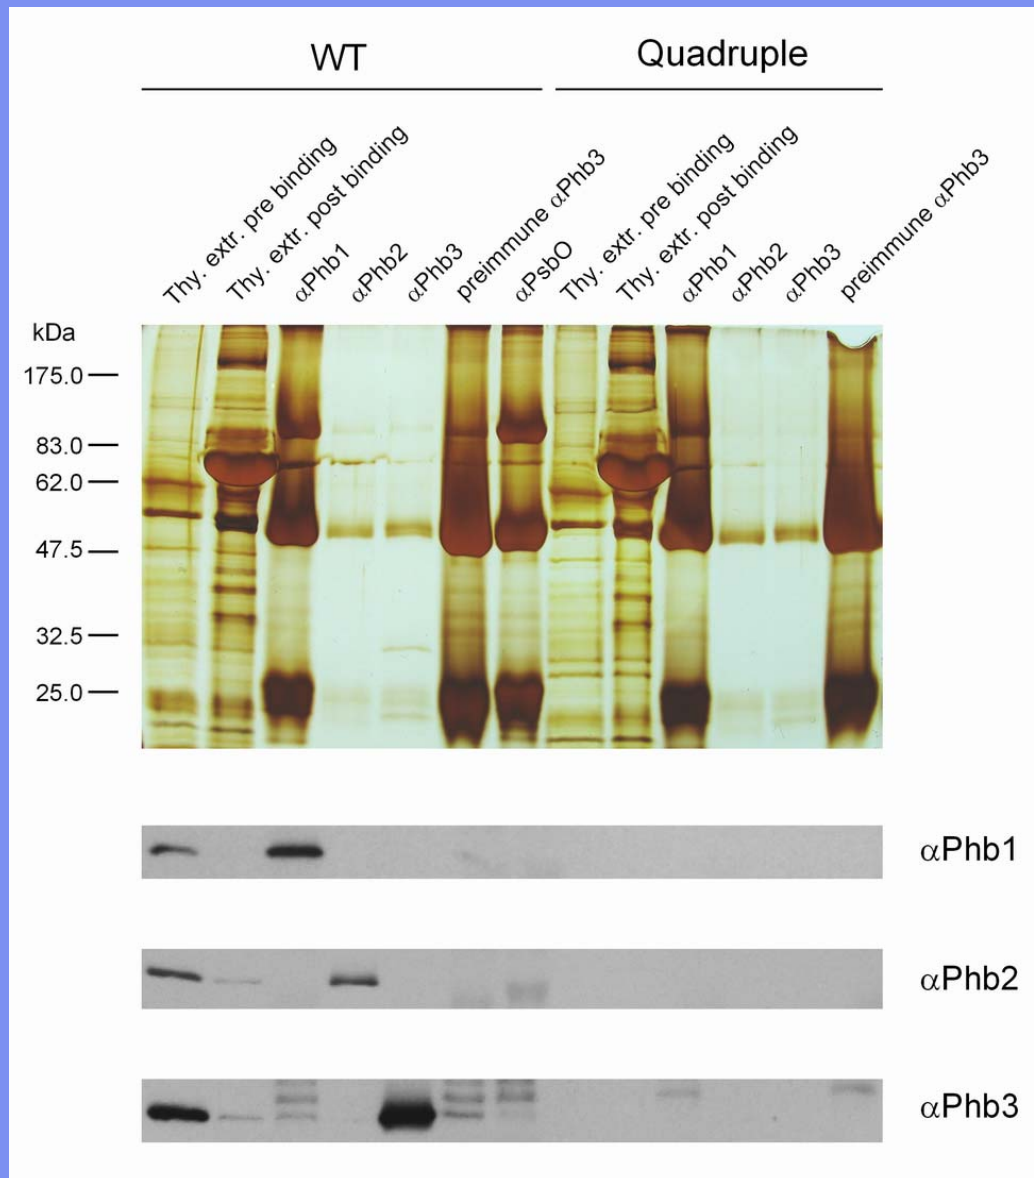 WT
Quadruple
Thy. extr. pre binding
Thy. extr. post binding
αPhb1
αPhb2
αPhb3
preimmune αPhb3
αPsbO
Thy. extr. pre binding
Thy. extr. post binding
αPhb1
αPhb2
αPhb3
preimmune αPhb3
kDa
175.0
83.0
62.0
47.5
32.5
25.0
αPhb1
αPhb2
αPhb3